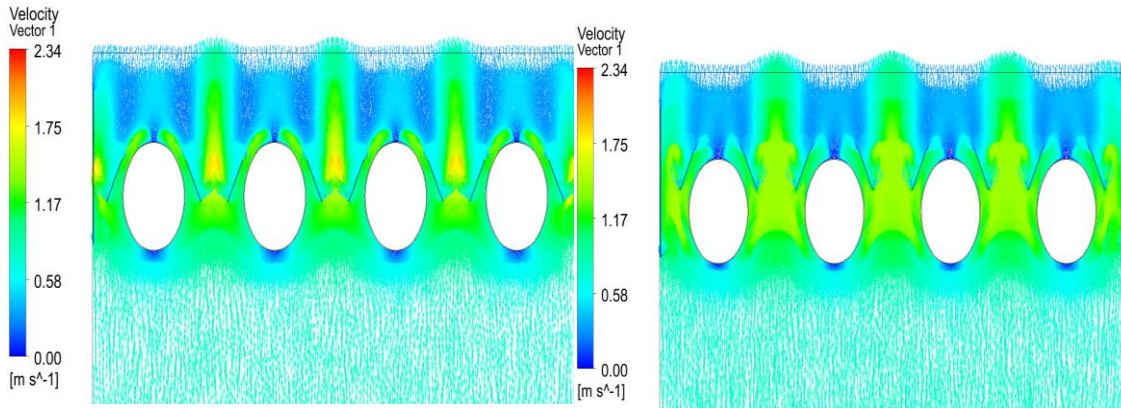 Velocity
Vector 1
2.34
1.75
1.17
0.58
0.00
[m s^-1]
Velocity
Vector 1
2.34
1.75
1.17
0.58
0.00
[m s^-1]